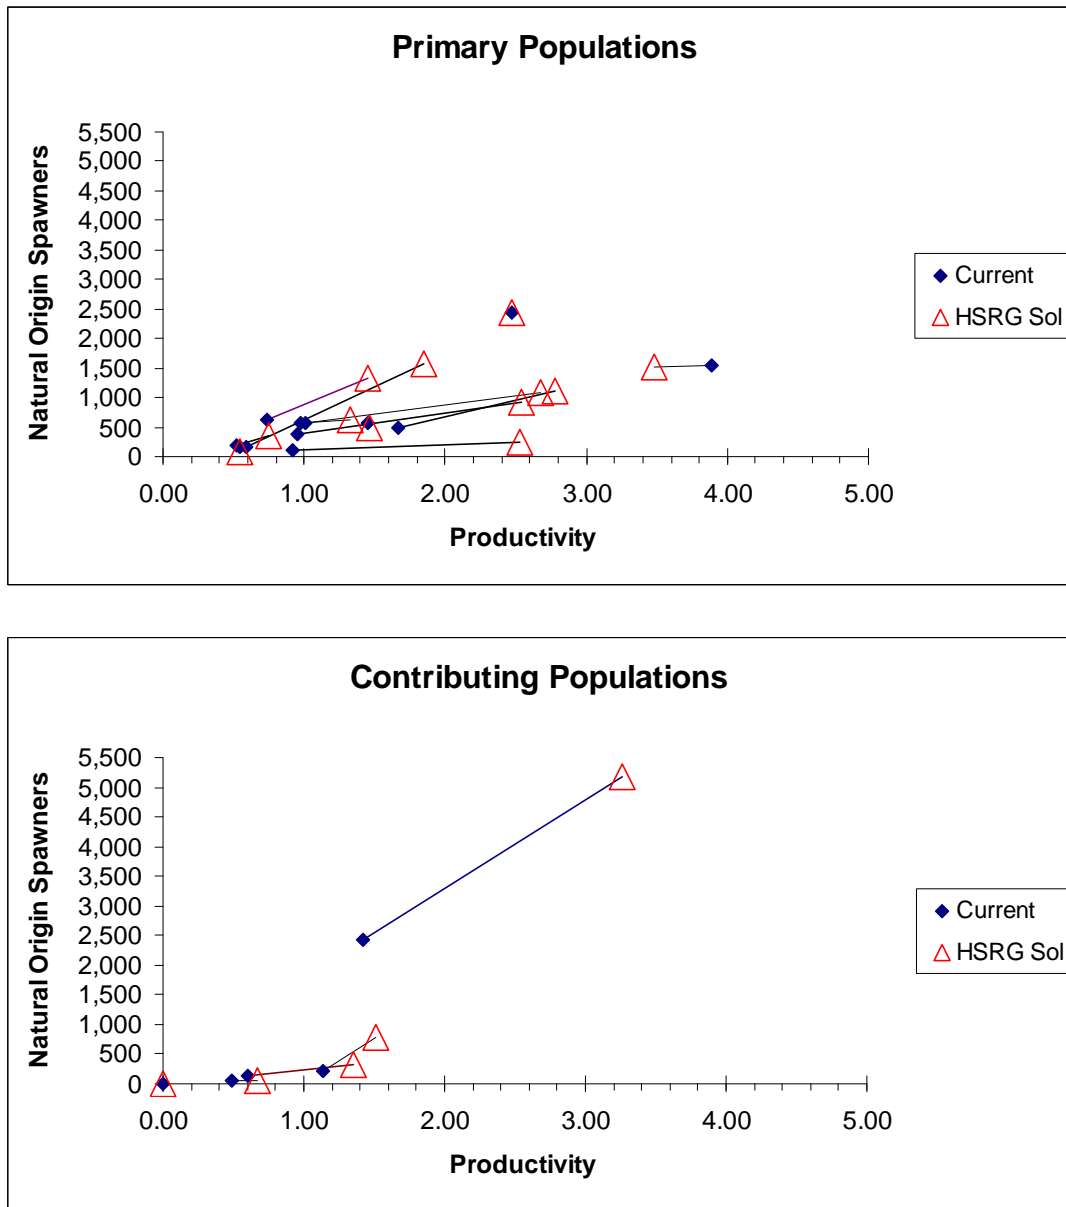 Primary Populations
Natural Origin Spawners
5,500
5,000
4,500
4,000
3,500
3,000
2,500
2,000
1,500
1,000
500
0
0.00 1.00 2.00 3.00 4.00 5.00
Productivity
Current
HSRG Sol
Contributing Populations
Natural Origin Spawners
5,500
5,000
4,500
4,000
3,500
3,000
2,500
2,000
1,500
1,000
500
0
0.00 1.00 2.00 3.00 4.00 5.00
Productivity
Current
HSRG Sol